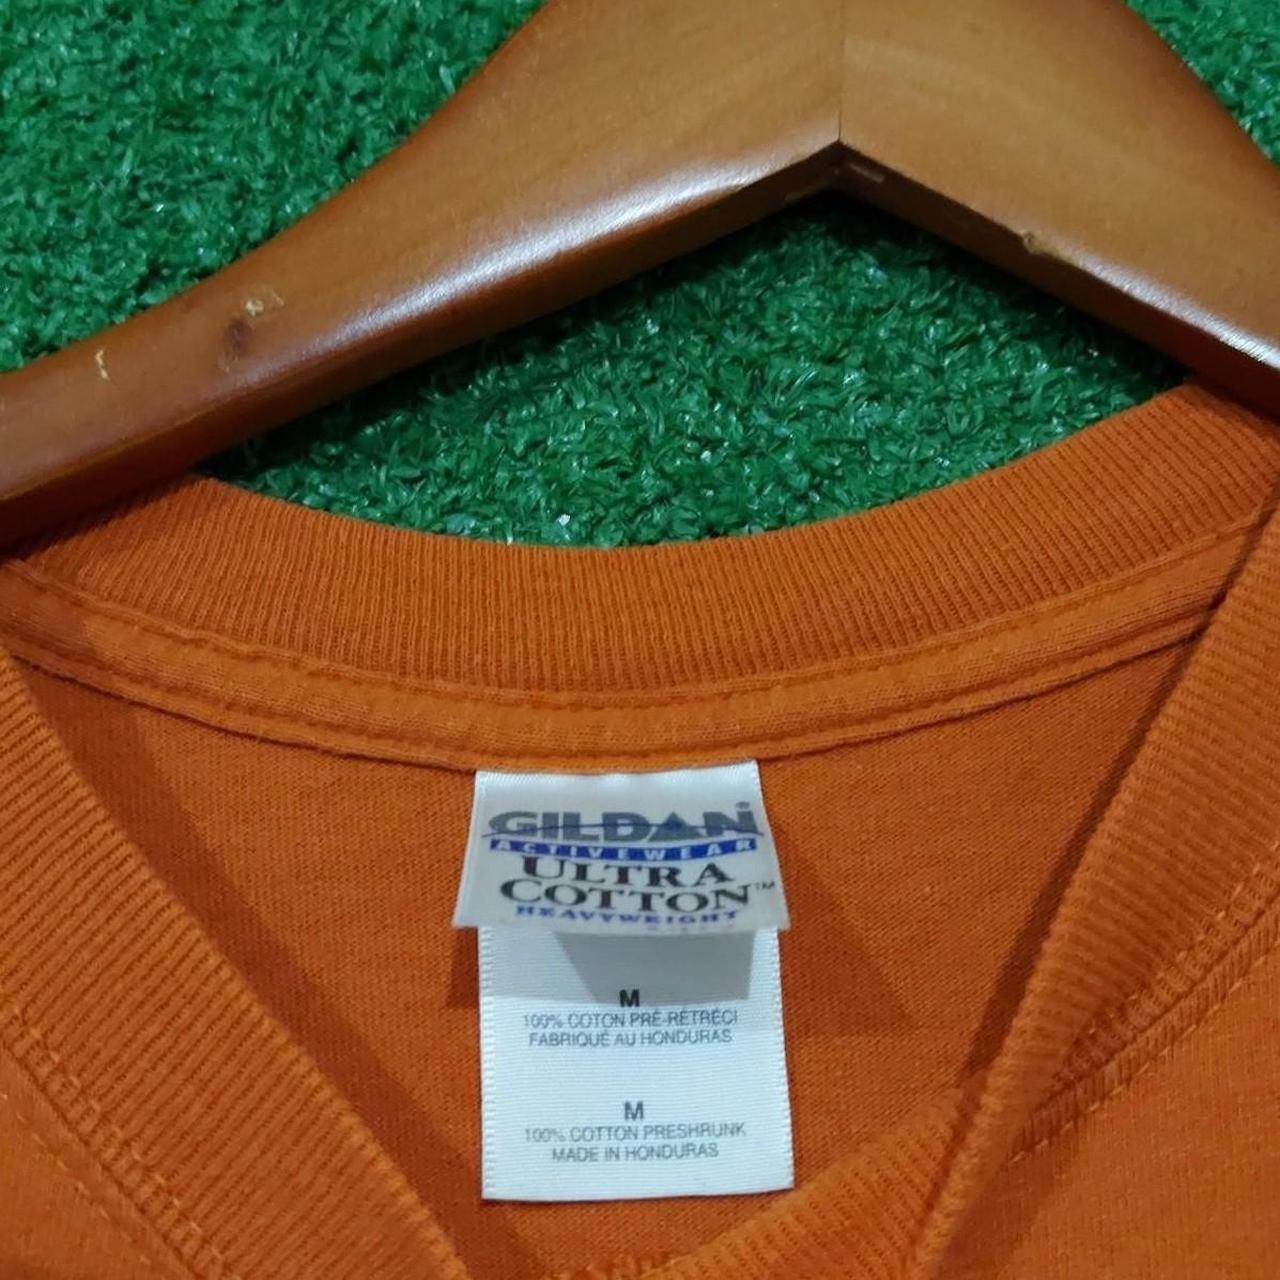 GILDAN®
ACTIVEWEAR
ULTRA
COTTON™
HEAVYWEIGHT
M
100% COTON PRÉ-RÉTRÉCI
FABRIQUÉ AU HONDURAS
M
100% COTTON PRESHRUNK
MADE IN HONDURAS